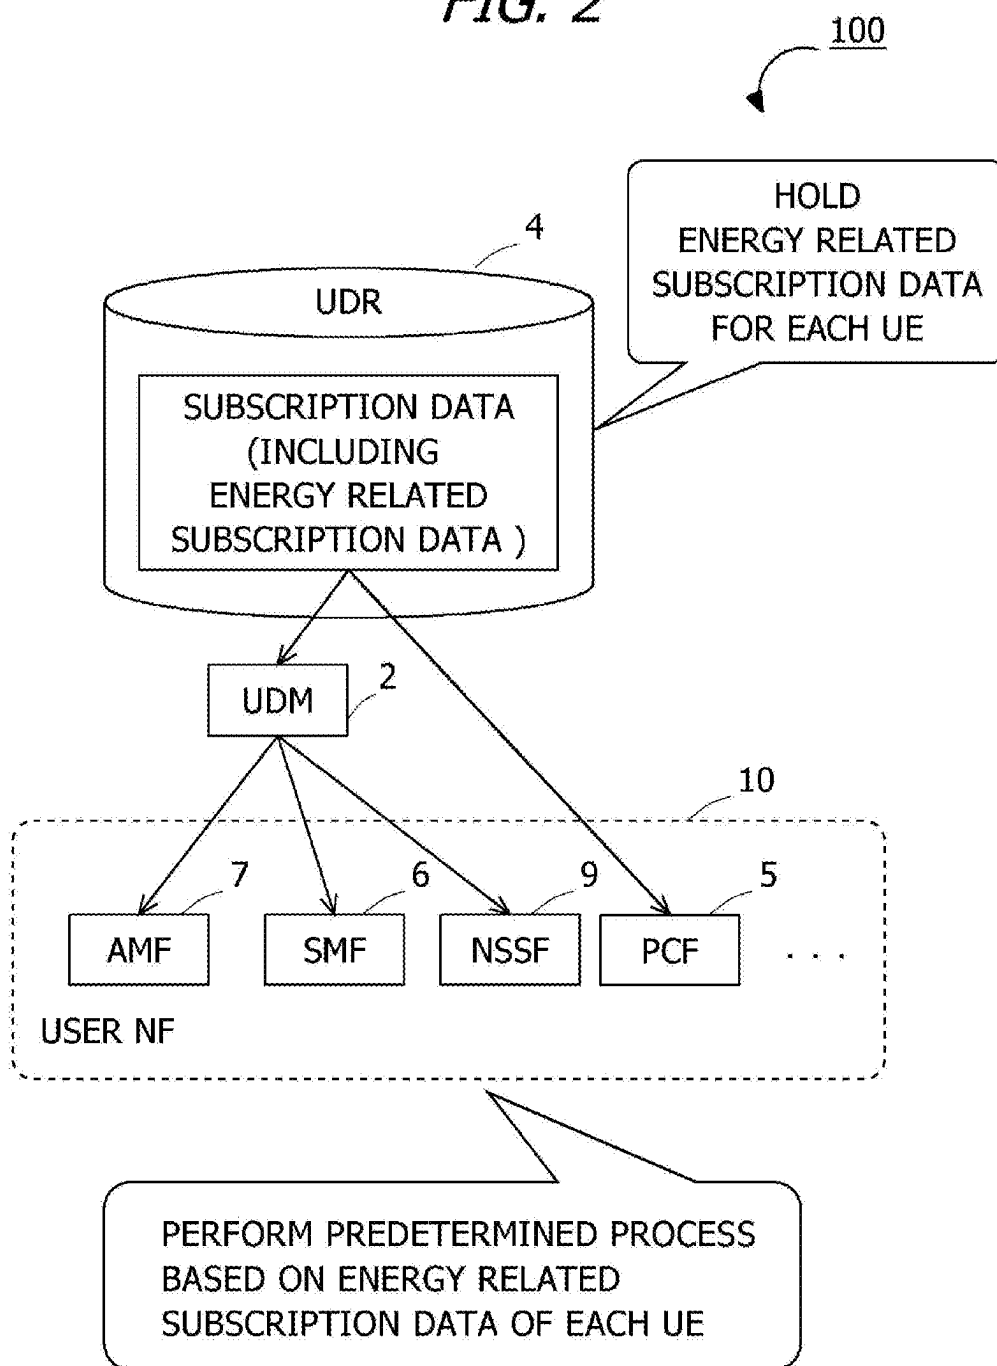 FIG. 2
100
HOLD
ENERGY RELATED
SUBSCRIPTION DATA
FOR EACH UE
4
UDR
SUBSCRIPTION DATA
(INCLUDING
ENERGY RELATED
SUBSCRIPTION DATA )
UDM
2
10
7
6
9
5
AMF
SMF
NSSF
PCF
. . .
USER NF
PERFORM PREDETERMINED PROCESS
BASED ON ENERGY RELATED
SUBSCRIPTION DATA OF EACH UE